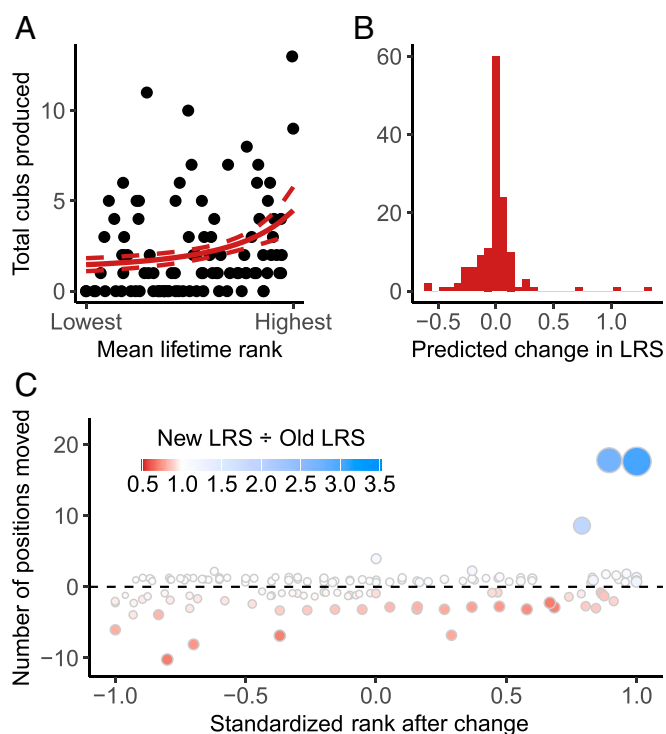 A
Total cubs produced
10
5
0
Lowest
Highest
Mean lifetime rank
B
60
40
20
0
−0.5
0.0
0.5
1.0
Predicted change in LRS
C
Number of positions moved
20
10
0
−10
New LRS ÷ Old LRS
0.5 1.0 1.5 2.0 2.5 3.0 3.5
−1.0
−0.5
0.0
0.5
1.0
Standardized rank after change